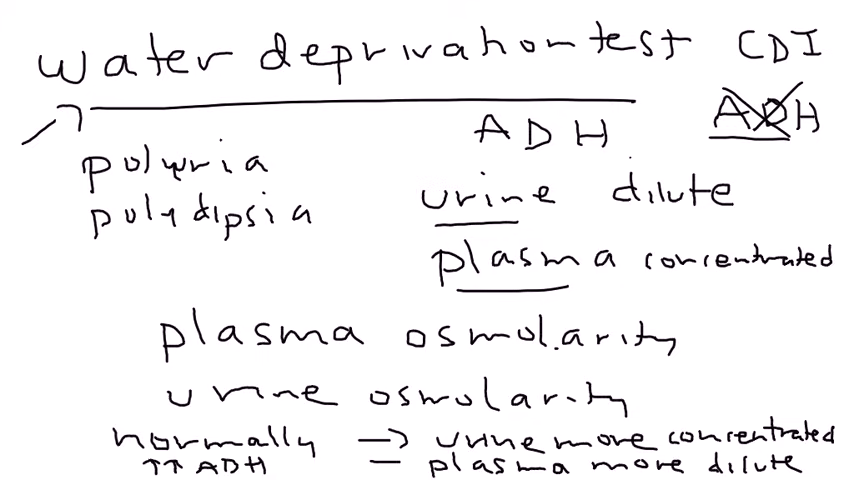 water deprivation test CDI
ADH
polyuria ADH
polydipsia urine dilute
plasma concentrated
plasma osmolarity
urine osmolarity
normally → urine more concentrated
↑↑ ADH – plasma more dilute